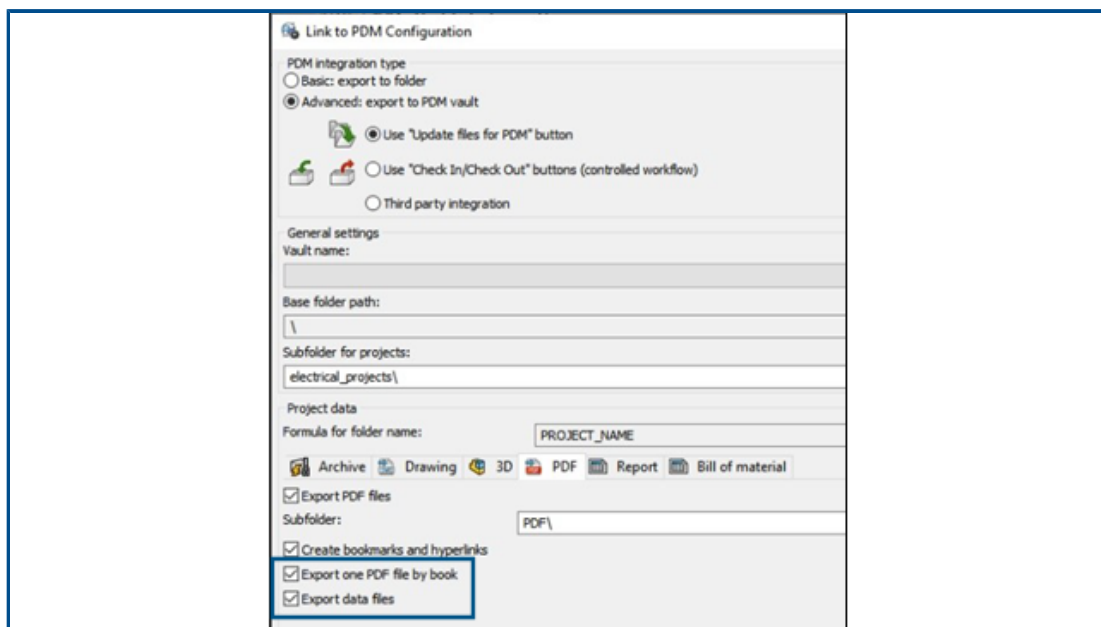 Link to PDM Configuration
PDM integration type
Basic: export to folder
Advanced: export to PDM vault
Use "Update files for PDM" button
Use "Check In/Check Out" buttons (controlled workflow)
Third party integration
General settings
Vault name:
Base folder path:
\
Subfolder for projects:
electrical_projects\
Project data
Formula for folder name: PROJECT_NAME
Archive Drawing 3D PDF Report Bill of material
Export PDF files
Subfolder: PDF\
Create bookmarks and hyperlinks
Export one PDF file by book
Export data files